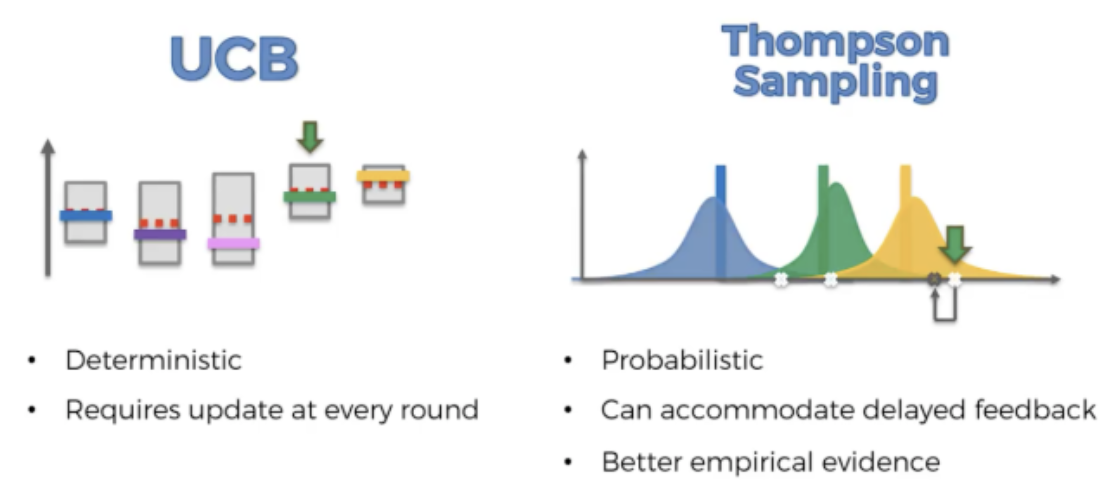 UCB
Thompson
Sampling
• Deterministic
• Requires update at every round
• Probabilistic
• Can accommodate delayed feedback
• Better empirical evidence